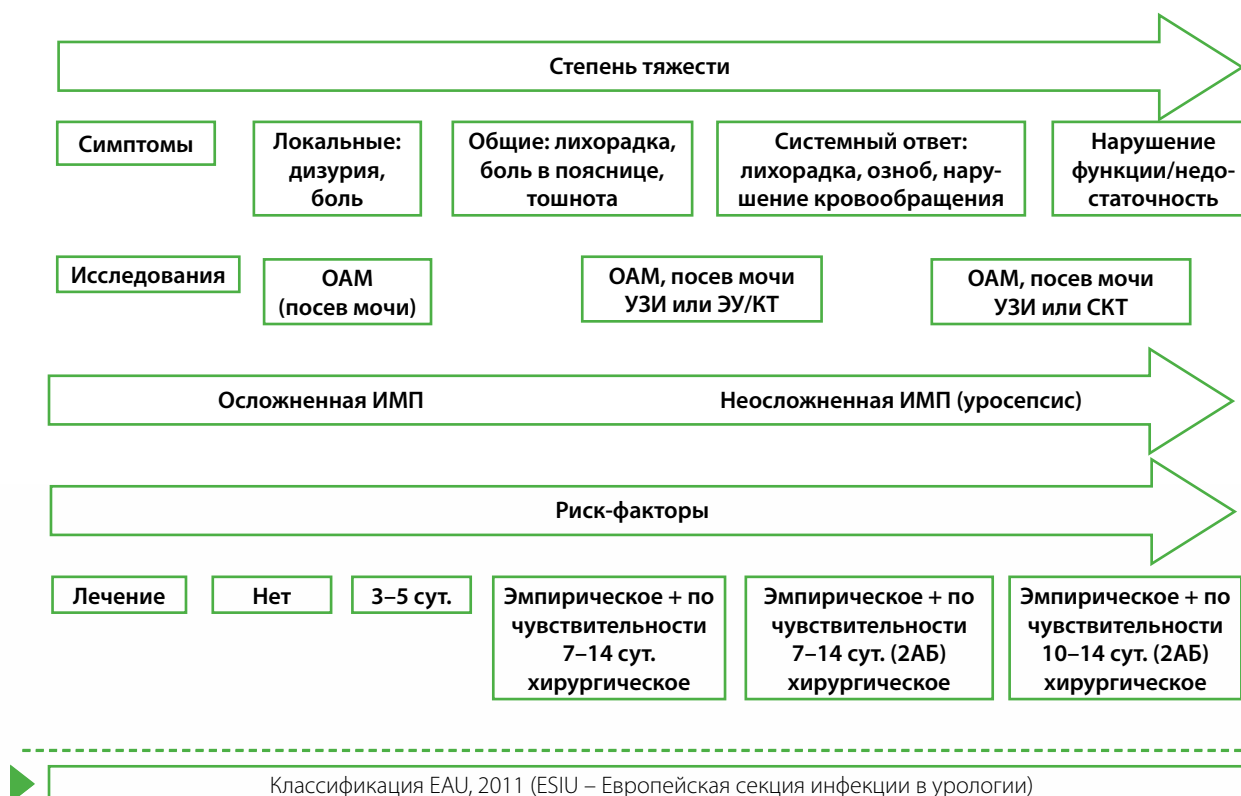 Степень тяжести
Симптомы
Локальные:
дизурия,
боль
Общие: лихорадка,
боль в пояснице,
тошнота
Системный ответ:
лихорадка, озноб, нару-
шение кровообращения
Нарушение
функции/недо-
статочность
Исследования
ОАМ
(посев мочи)
ОАМ, посев мочи
УЗИ или ЭУ/КТ
ОАМ, посев мочи
УЗИ или СКТ
Осложненная ИМП
Неосложненная ИМП (уросепсис)
Риск-факторы
Лечение
Нет
3–5 сут.
Эмпирическое + по
чувствительности
7–14 сут.
хирургическое
Эмпирическое + по
чувствительности
7–14 сут. (2АБ)
хирургическое
Эмпирическое + по
чувствительности
10–14 сут. (2АБ)
хирургическое
Классификация EAU, 2011 (ESIU – Европейская секция инфекции в урологии)